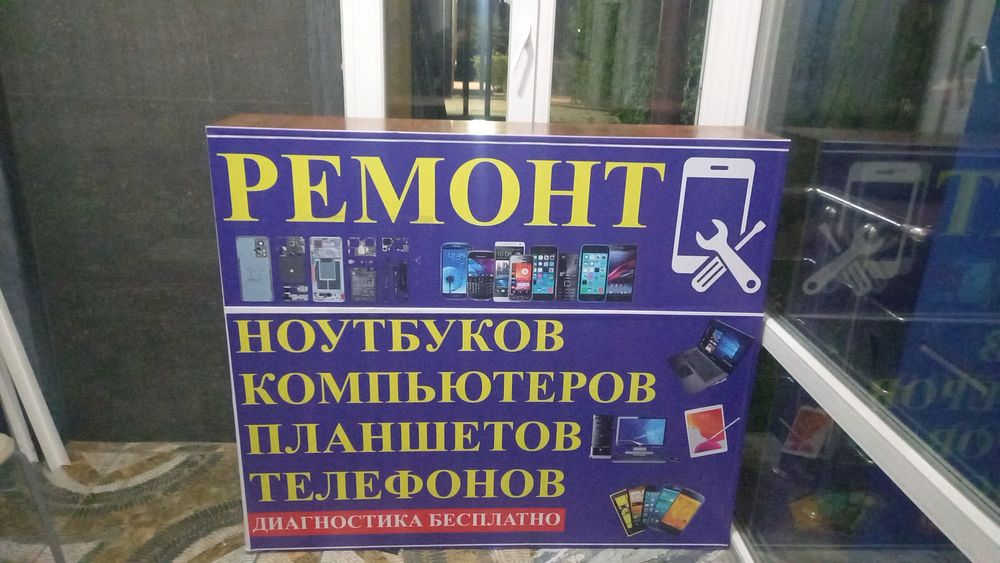 РЕМОНТ
НОУТБУКОВ
КОМПЬЮТЕРОВ
ПЛАНШЕТОВ
ТЕЛЕФОНОВ
ДИАГНОСТИКА БЕСПЛАТНО